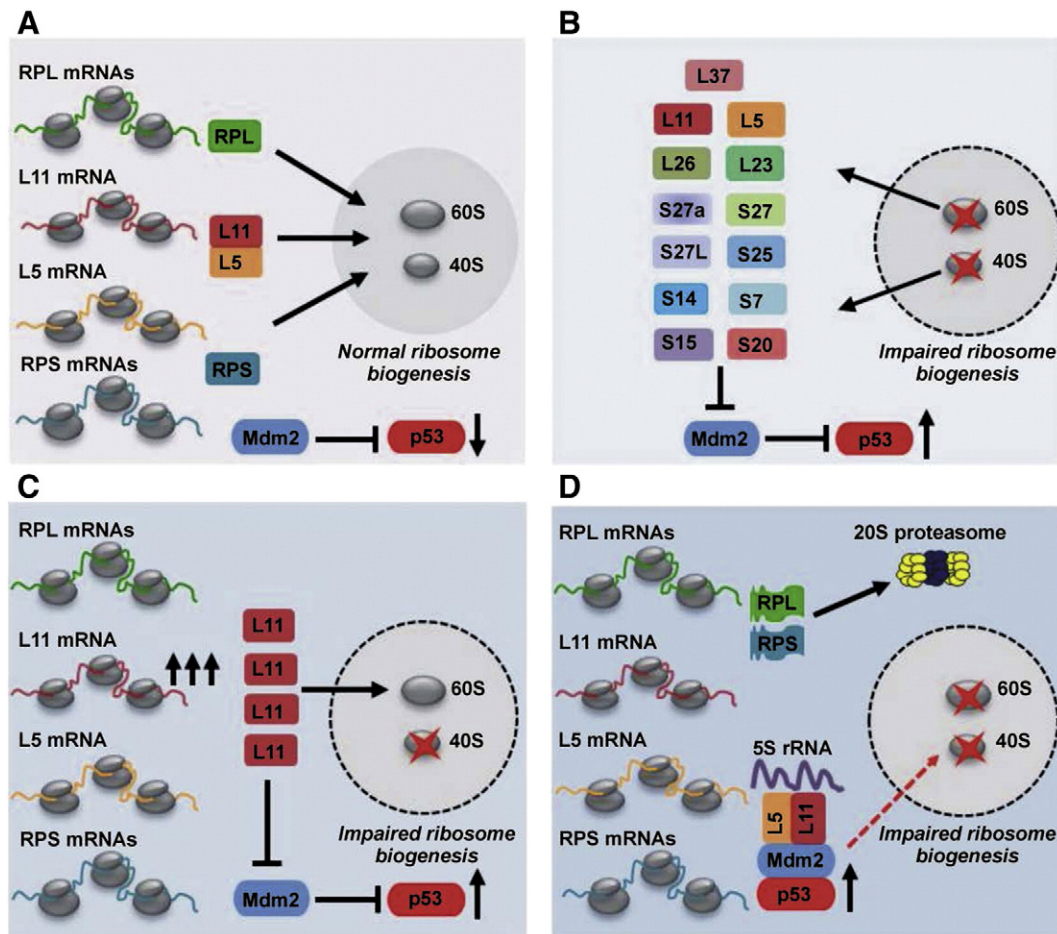 A
RPL mRNAs
RPL
L11 mRNA
L11
L5
60S
40S
L5 mRNA
RPS
RPS mRNAs
Normal ribosome
biogenesis
Mdm2
p53
B
L37
L11
L5
L26
L23
S27a
S27
S27L
S25
S14
S7
S15
S20
60S
40S
Impaired ribosome
biogenesis
Mdm2
p53
C
RPL mRNAs
L11 mRNA
L5 mRNA
RPS mRNAs
L11
L11
L11
L11
60S
40S
Impaired ribosome
biogenesis
Mdm2
p53
D
RPL mRNAs
20S proteasome
RPL
RPS
L11 mRNA
60S
40S
L5 mRNA
5S rRNA
L5
L11
RPS mRNAs
Mdm2
p53
Impaired ribosome
biogenesis